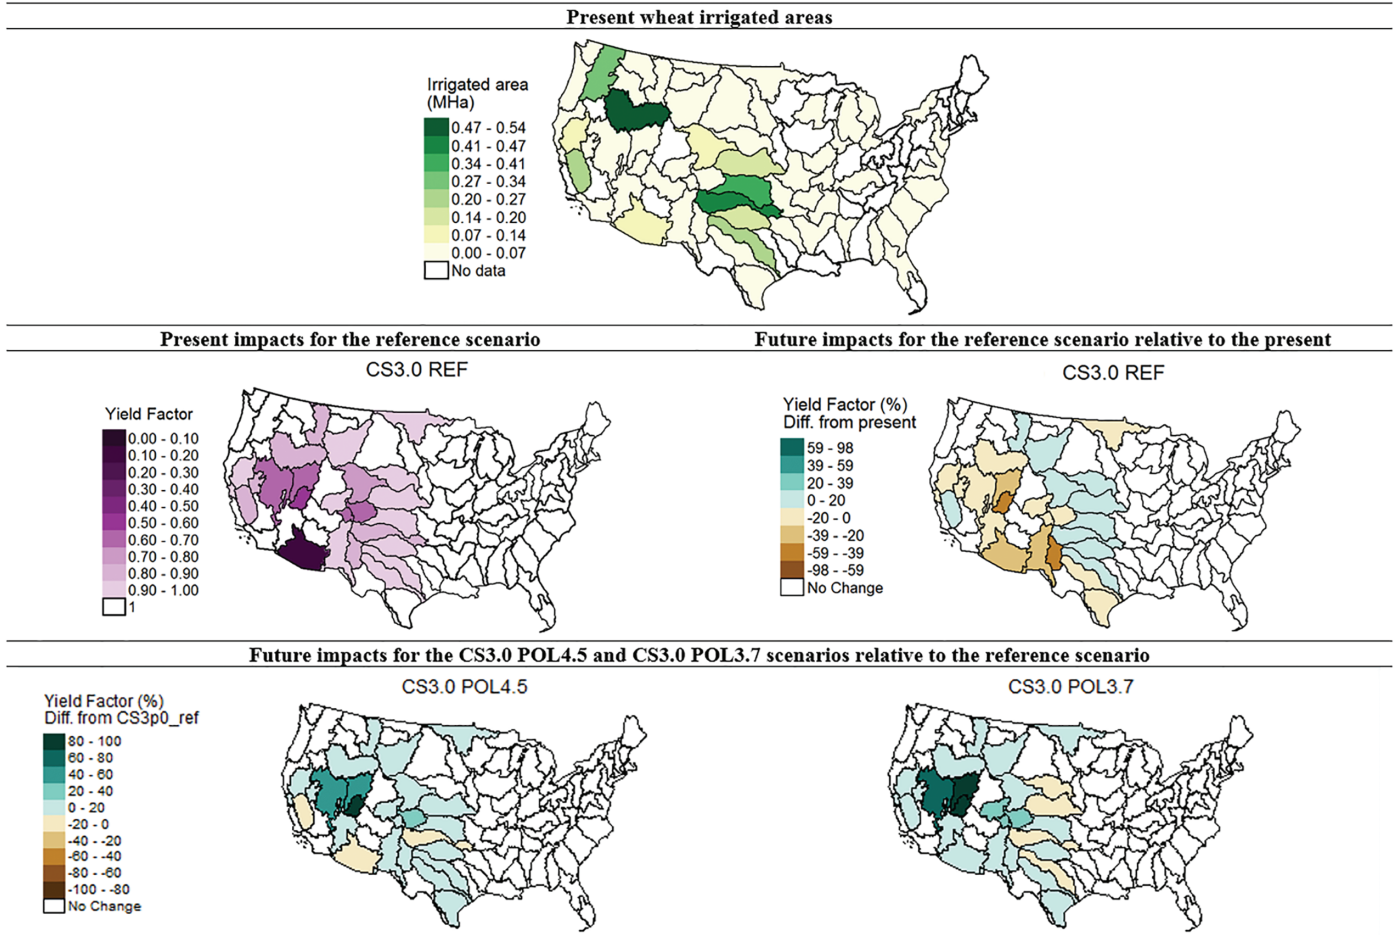 Present wheat irrigated areas
Irrigated area
(MHa)
0.47 - 0.54
0.41 - 0.47
0.34 - 0.41
0.27 - 0.34
0.20 - 0.27
0.14 - 0.20
0.07 - 0.14
0.00 - 0.07
No data
Present impacts for the reference scenario
CS3.0 REF
Yield Factor
0.00 - 0.10
0.10 - 0.20
0.20 - 0.30
0.30 - 0.40
0.40 - 0.50
0.50 - 0.60
0.60 - 0.70
0.70 - 0.80
0.80 - 0.90
0.90 - 1.00
1
Future impacts for the reference scenario relative to the present
CS3.0 REF
Yield Factor (%)
Diff. from present
59 - 98
39 - 59
20 - 39
0 - 20
-20 - 0
-39 - -20
-59 - -39
-98 - -59
No Change
Future impacts for the CS3.0 POL4.5 and CS3.0 POL3.7 scenarios relative to the reference scenario
CS3.0 POL4.5
Yield Factor (%)
Diff. from CS3p0_ref
80 - 100
60 - 80
40 - 60
20 - 40
0 - 20
-20 - 0
-40 - -20
-60 - -40
-80 - -60
-100 - -80
No Change
CS3.0 POL3.7